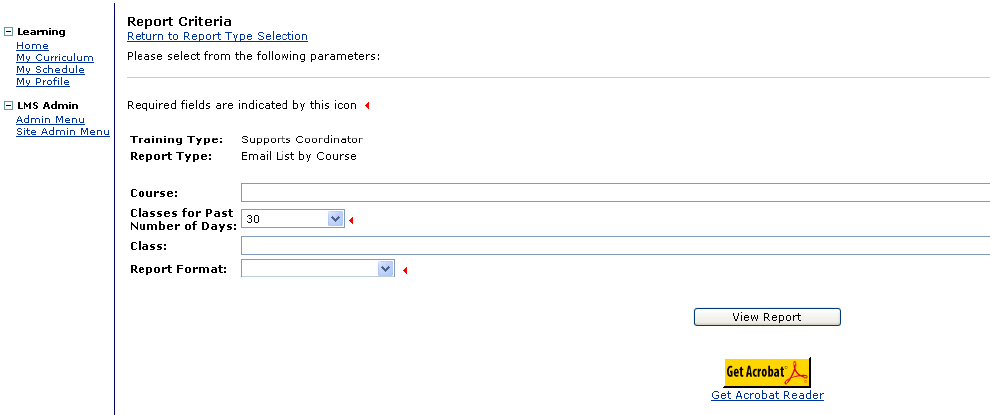 Learning
Home
My Curriculum
My Schedule
My Profile
LMS Admin
Admin Menu
Site Admin Menu
Report Criteria
Return to Report Type Selection
Please select from the following parameters:
Required fields are indicated by this icon
Training Type: Supports Coordinator
Report Type: Email List by Course
Course:
Classes for Past
Number of Days: 30
Class:
Report Format:
View Report
Get Acrobat®
Get Acrobat Reader